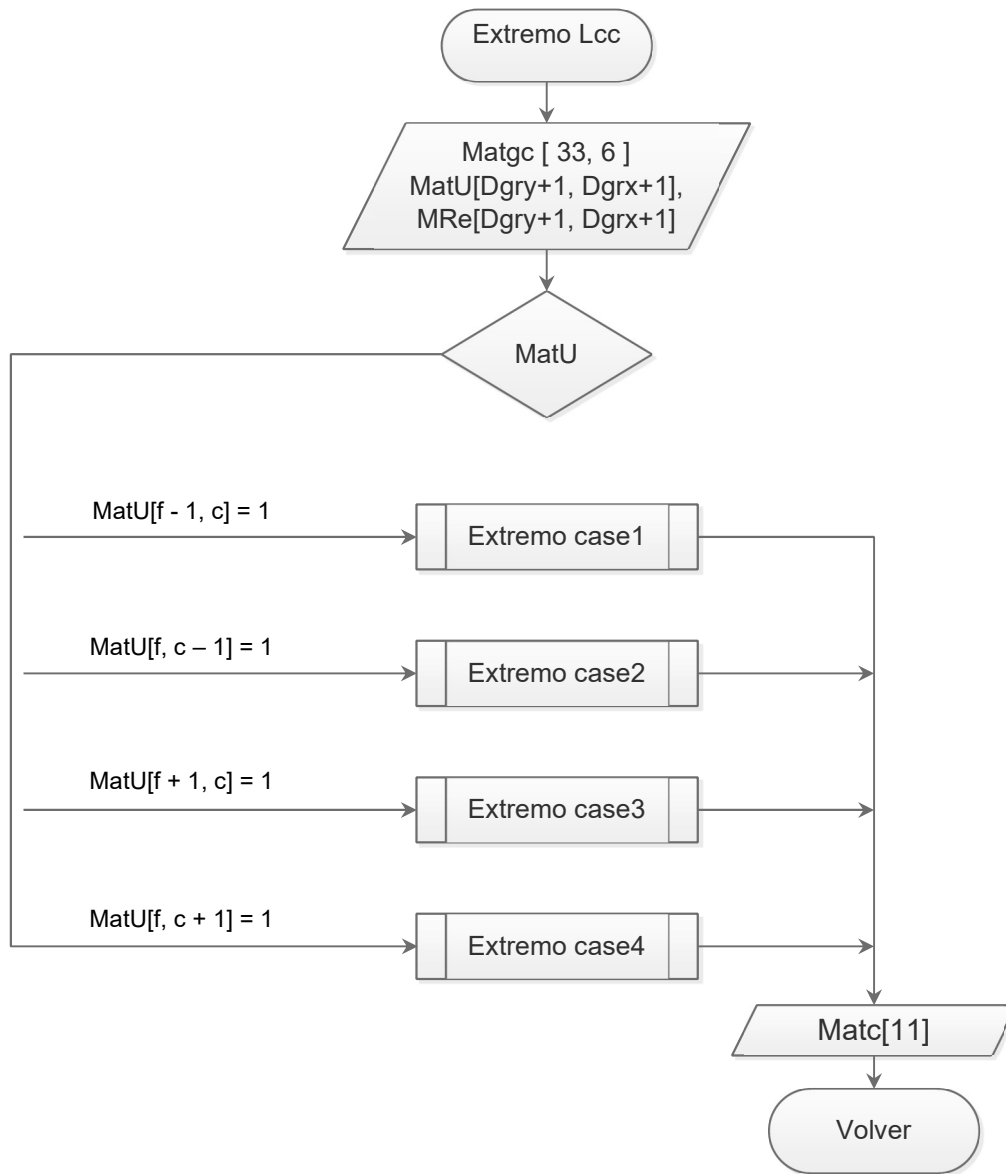 Extremo Lcc
Matgc [ 33, 6 ]
MatU[Dgry+1, Dgrx+1],
MRe[Dgry+1, Dgrx+1]
MatU
MatU[f - 1, c] = 1
Extremo case1
MatU[f, c – 1] = 1
Extremo case2
MatU[f + 1, c] = 1
Extremo case3
MatU[f, c + 1] = 1
Extremo case4
Matc[11]
Volver